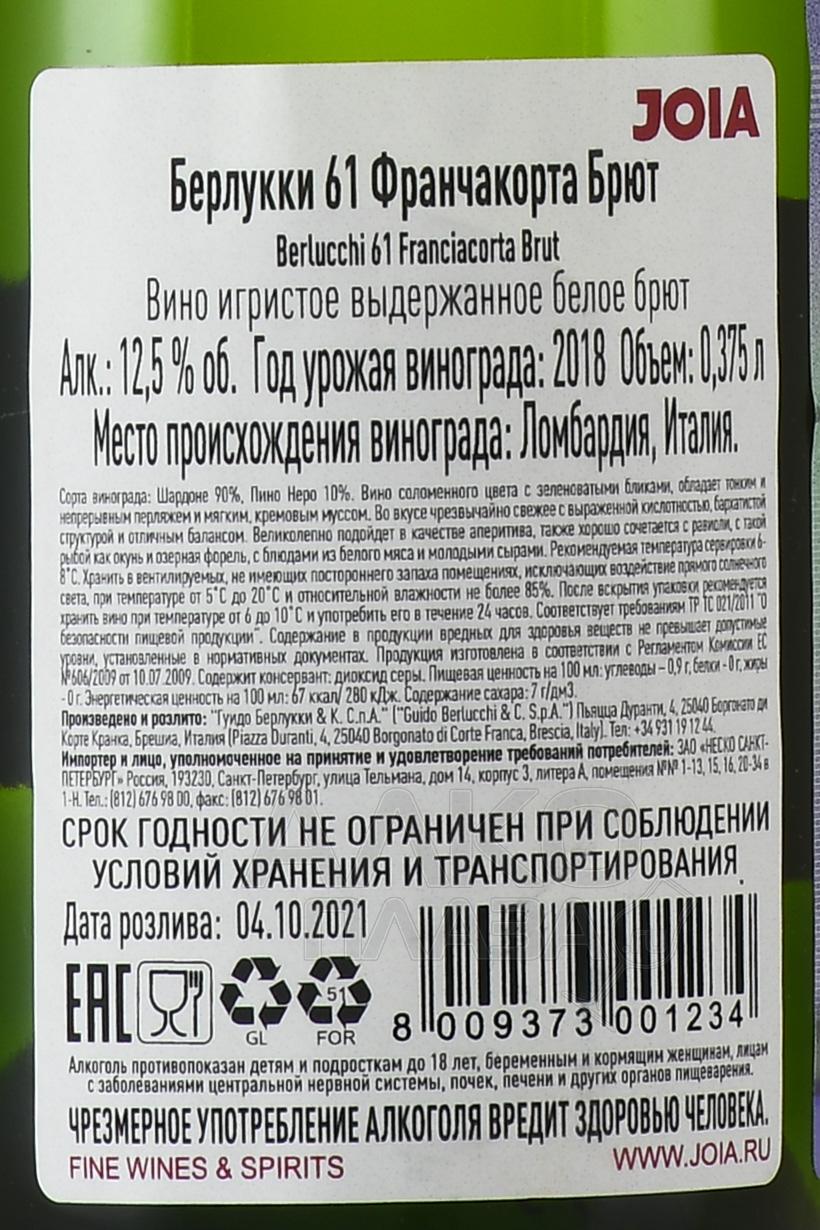 JOIA
Берлукки 61 Франчакорта Брют
Berlucchi 61 Franciacorta Brut
Вино игристое выдержанное белое брют
Алк.: 12,5 % об. Год урожая винограда: 2018 Объем: 0,375 л
Место происхождения винограда: Ломбардия, Италия.
Сорта винограда: Шардоне 90%, Пино Неро 10%. Вино соломенного цвета с зеленоватыми бликами, обладает тонким и
непрерывным перляжем и мягким, кремовым муссом. Во вкусе чрезвычайно свежее с выраженной кислотностью, бархатистой
структурой и отличным балансом. Великолепно подойдет в качестве аперитива, также хорошо сочетается с равиоли, с такой
рыбой как окунь и озерная форель, с блюдами из белого мяса и молодыми сырами. Рекомендуемая температура сервировки 6-
8˚С. Хранить в вентилируемых, не имеющих постороннего запаха помещениях, исключающих воздействие прямого солнечного
света, при температуре от 5˚С до 20˚С и относительной влажности не более 85%. После вскрытия упаковки рекомендуется
хранить вино при температуре от 6 до 10˚С и употребить его в течение 24 часов. Соответствует требованиям ТР ТС 021/2011 "О
безопасности пищевой продукции". Содержание в продукции вредных для здоровья веществ не превышает допустимые
уровни, установленные в нормативных документах. Продукция изготовлена в соответствии с Регламентом Комиссии ЕС
№606/2009 от 10.07.2009. Содержит консервант: диоксид серы. Пищевая ценность на 100 мл: углеводы – 0,9 г, белки - 0 г, жиры
- 0 г. Энергетическая ценность на 100 мл: 67 ккал/ 280 кДж. Содержание сахара: 7 г/дм3.
Произведено и розлито: "Гуидо Берлукки & К. С.п.А." ("Guido Berlucchi & C. S.p.A.") Пьяцца Дуранти, 4, 25040 Боргонато ди
Корте Кранка, Брешиа, Италия (Piazza Duranti, 4, 25040 Borgonato di Corte Franca, Brescia, Italy). Тел: +34 931 19 12 44.
Импортер и лицо, уполномоченное на принятие и удовлетворение требований потребителей: ЗАО «НЕСКО САНКТ-
ПЕТЕРБУРГ» Россия, 193230, Санкт-Петербург, улица Тельмана, дом 14, корпус 3, литера А, помещения №№ 1-13, 15, 16, 20-34 в
1-Н. Тел.: (812) 676 98 00, факс: (812) 676 98 01.
СРОК ГОДНОСТИ НЕ ОГРАНИЧЕН ПРИ СОБЛЮДЕНИИ
УСЛОВИЙ ХРАНЕНИЯ И ТРАНСПОРТИРОВАНИЯ.
Дата розлива: 04.10.2021
EAC
51
GL FOR
8 009373 001234
Алкоголь противопоказан детям и подросткам до 18 лет, беременным и кормящим женщинам, лицам
с заболеваниями центральной нервной системы, почек, печени и других органов пищеварения.
ЧРЕЗМЕРНОЕ УПОТРЕБЛЕНИЕ АЛКОГОЛЯ ВРЕДИТ ЗДОРОВЬЮ ЧЕЛОВЕКА.
FINE WINES & SPIRITS WWW.JOIA.RU
АЛКО
ПЛАВА